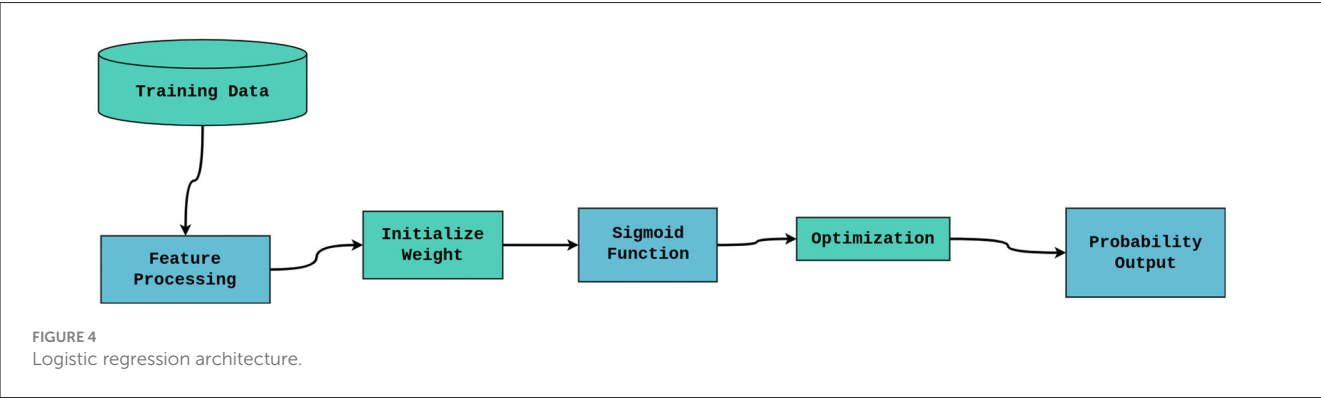 Training Data
Feature
Processing
Initialize
Weight
Sigmoid
Function
Optimization
Probability
Output
FIGURE 4
Logistic regression architecture.